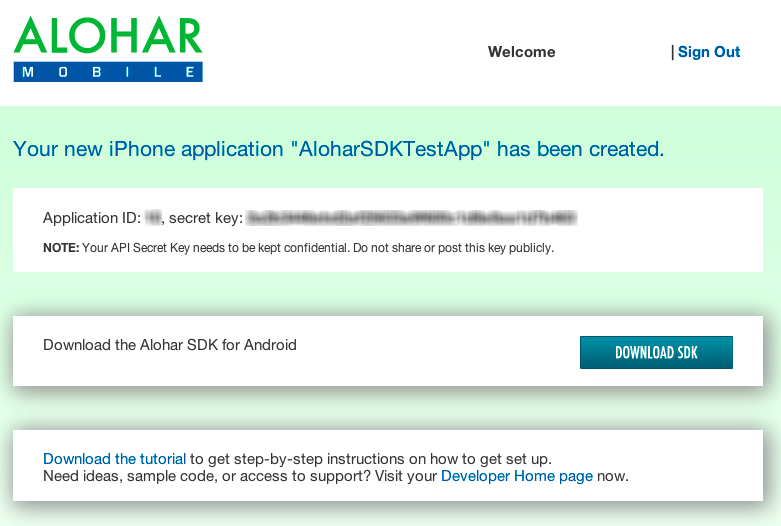 ALOHAR
MOBILE
Welcome | Sign Out
Your new iPhone application "AloharSDKTestApp" has been created.
Application ID: , secret key:
NOTE: Your API Secret Key needs to be kept confidential. Do not share or post this key publicly.
Download the Alohar SDK for Android
DOWNLOAD SDK
Download the tutorial to get step-by-step instructions on how to get set up.
Need ideas, sample code, or access to support? Visit your Developer Home page now.